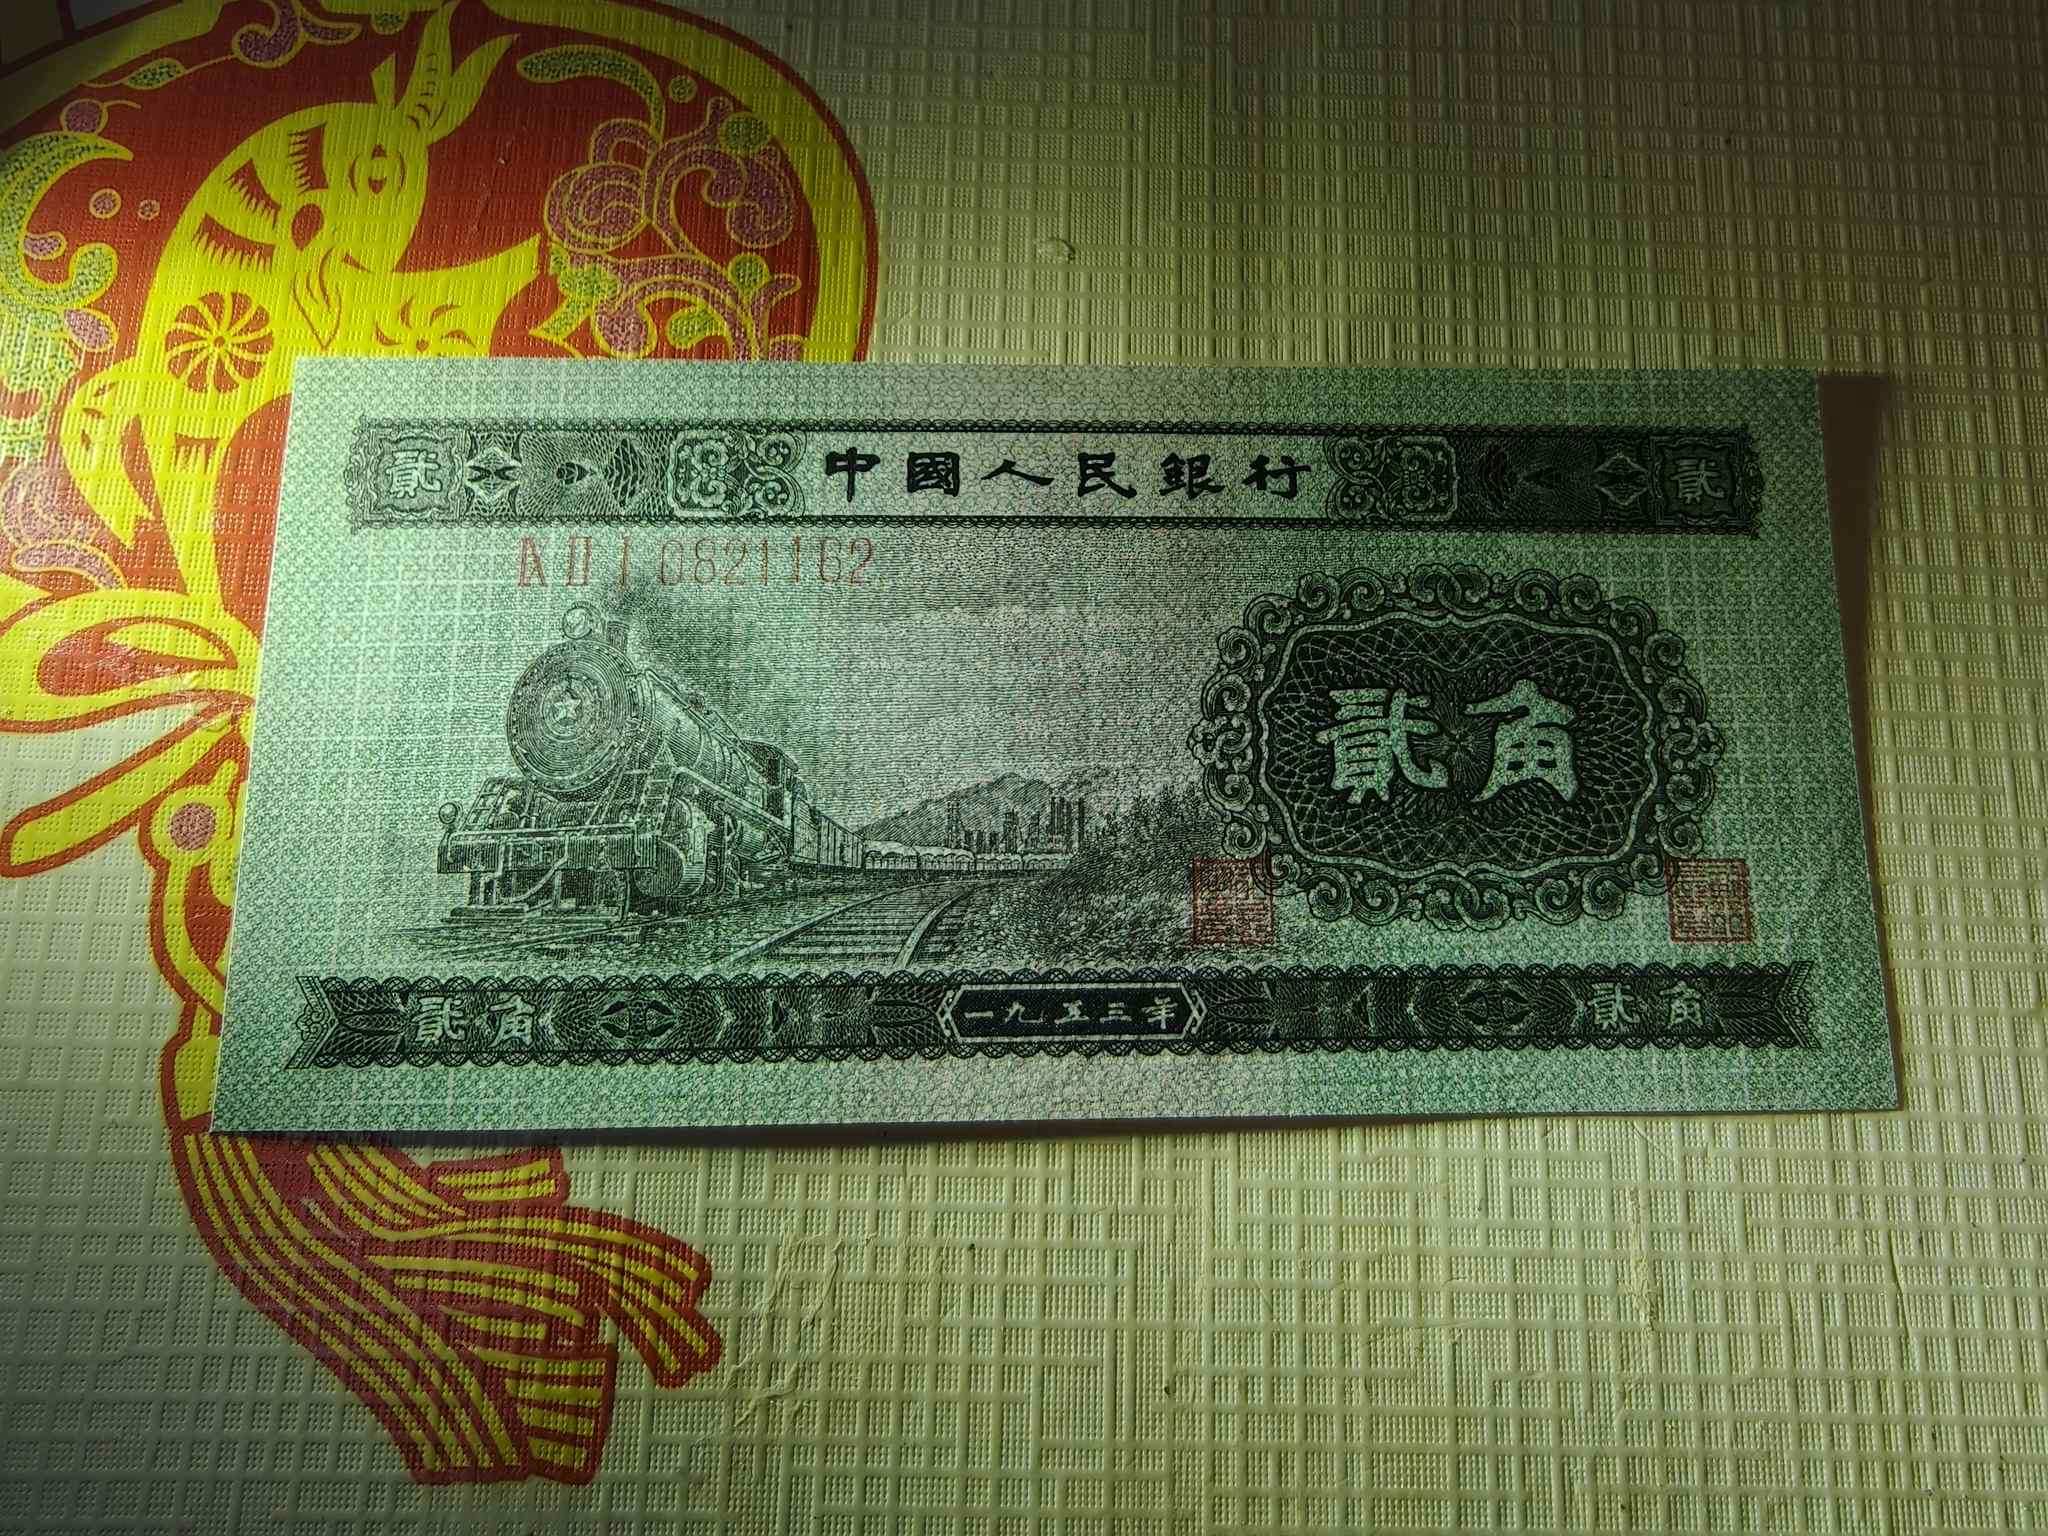 貳 中國人民銀行 貳
0821162
貳角
貳角 一九五三年 貳角